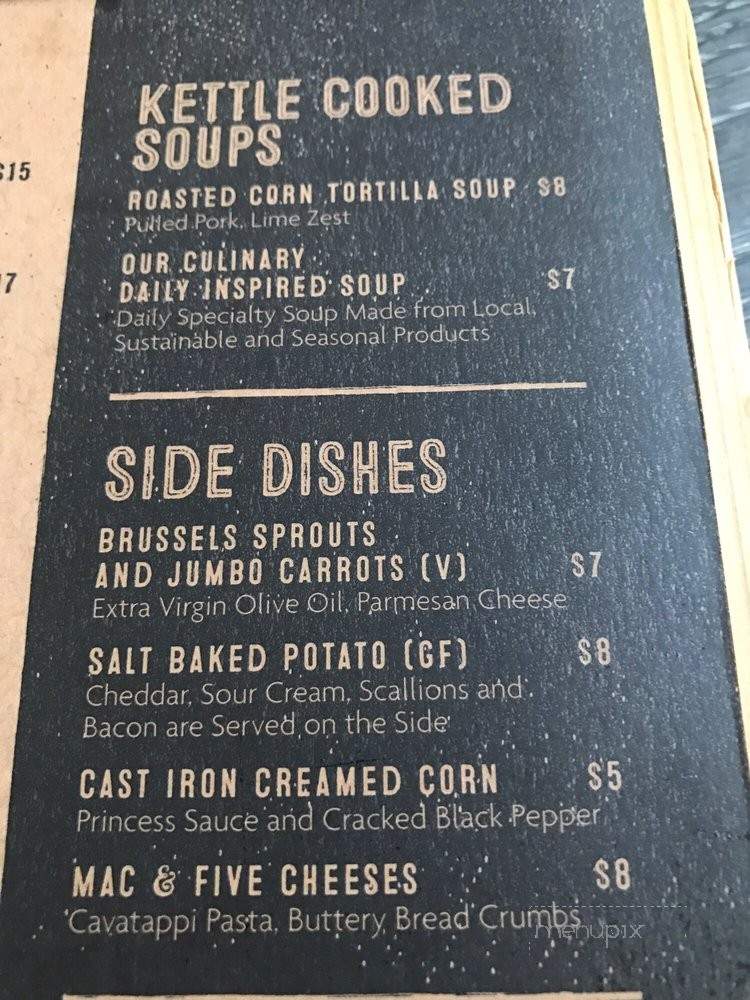 $15
KETTLE COOKED
SOUPS
ROASTED CORN TORTILLA SOUP $8
Pulled Pork, Lime Zest
OUR CULINARY
DAILY INSPIRED SOUP $7
Daily Specialty Soup Made from Local,
Sustainable and Seasonal Products
SIDE DISHES
BRUSSELS SPROUTS
AND JUMBO CARROTS (V) $7
Extra Virgin Olive Oil, Parmesan Cheese
SALT BAKED POTATO (GF) $8
Cheddar, Sour Cream, Scallions and
Bacon are Served on the Side
CAST IRON CREAMED CORN $5
Princess Sauce and Cracked Black Pepper
MAC & FIVE CHEESES $8
Cavatappi Pasta, Buttery Bread Crumbs
menupix